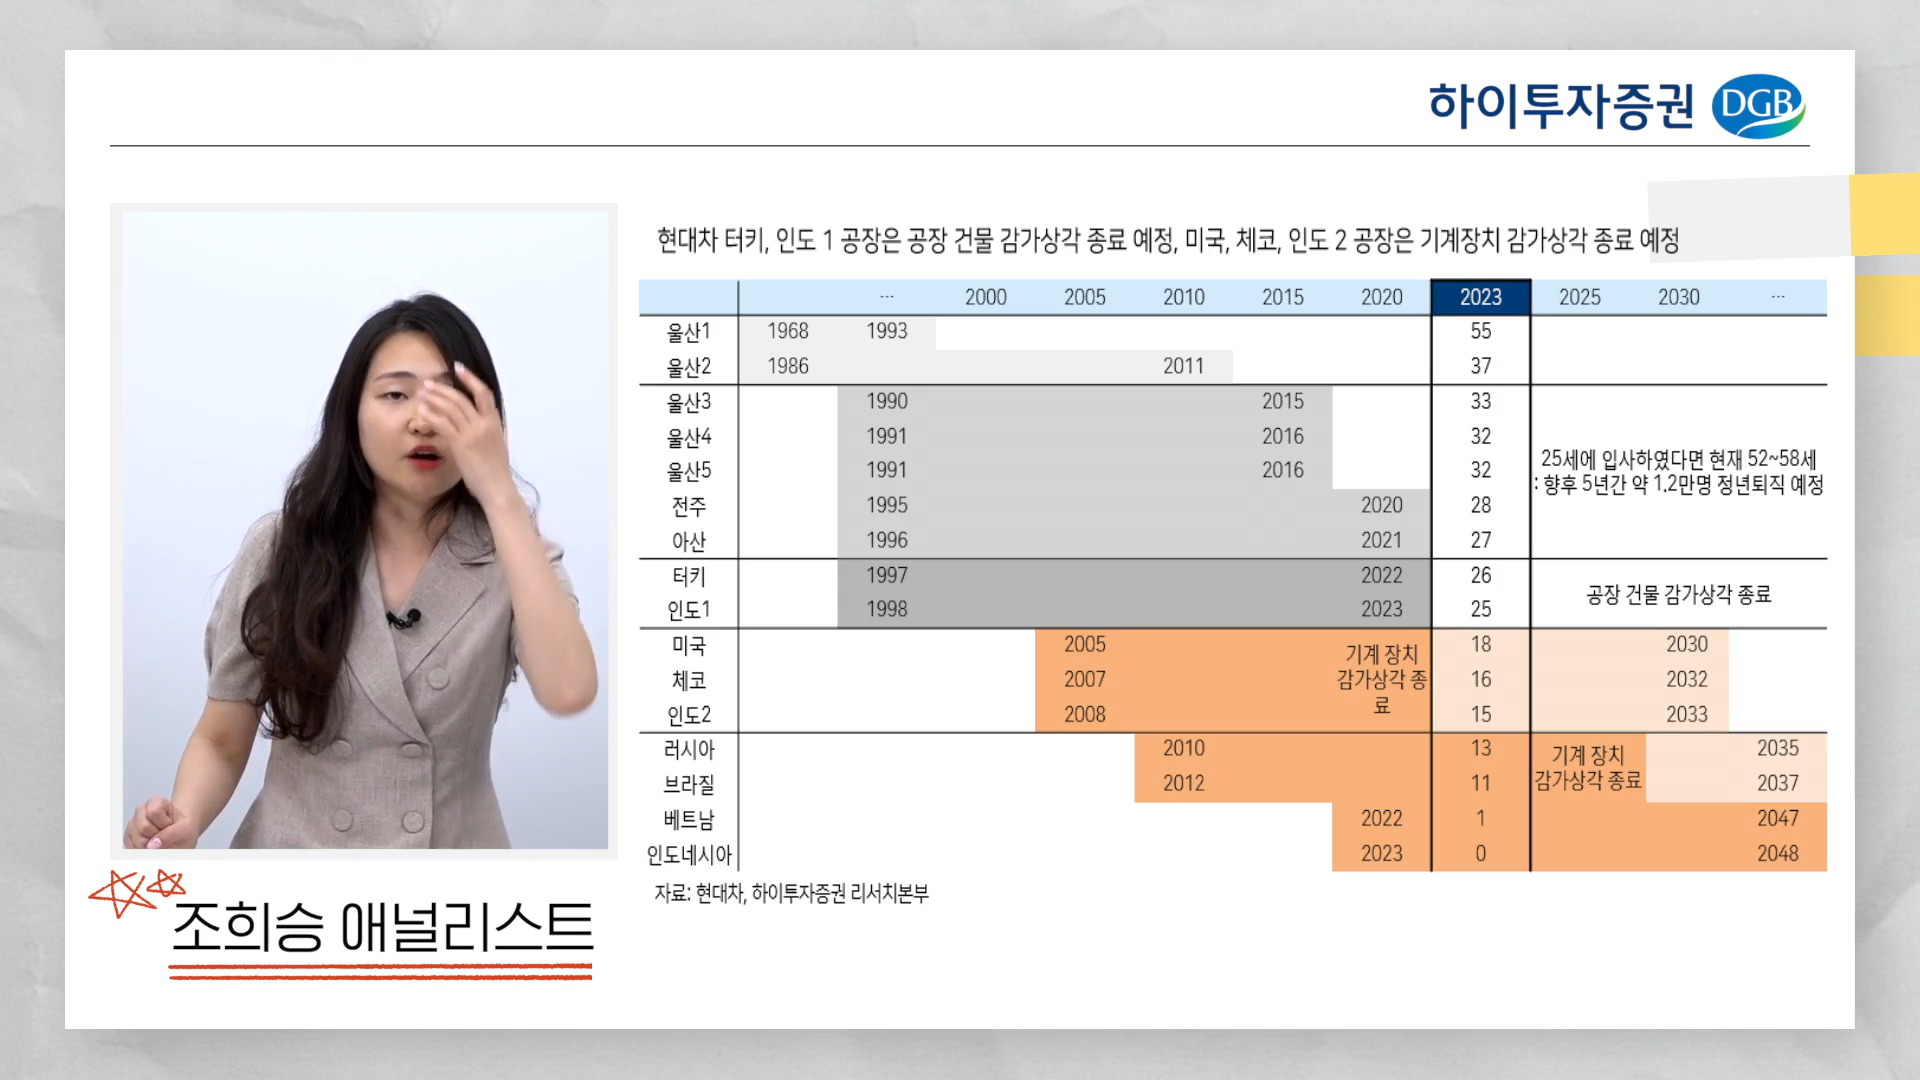 하이투자증권 DGB
현대차 터키, 인도 1 공장은 공장 건물 감가상각 종료 예정, 미국, 체코, 인도 2 공장은 기계장치 감가상각 종료 예정
... 2000 2005 2010 2015 2020 2023 2025 2030 ...
울산1 1968 1993 55
울산2 1986 2011 37
울산3 1990 2015 33
울산4 1991 2016 32
울산5 1991 2016 32
전주 1995 2020 28
아산 1996 2021 27
25세에 입사하였다면 현재 52~58세
: 향후 5년간 약 1.2만명 정년퇴직 예정
터키 1997 2022 26
인도1 1998 2023 25
공장 건물 감가상각 종료
미국 2005 18 2030
체코 2007 16 2032
인도2 2008 15 2033
기계 장치
감가상각 종
료
러시아 2010 13 2035
브라질 2012 11 2037
기계 장치
감가상각 종료
베트남 2022 1 2047
인도네시아 2023 0 2048
자료: 현대차, 하이투자증권 리서치본부
조희승 애널리스트